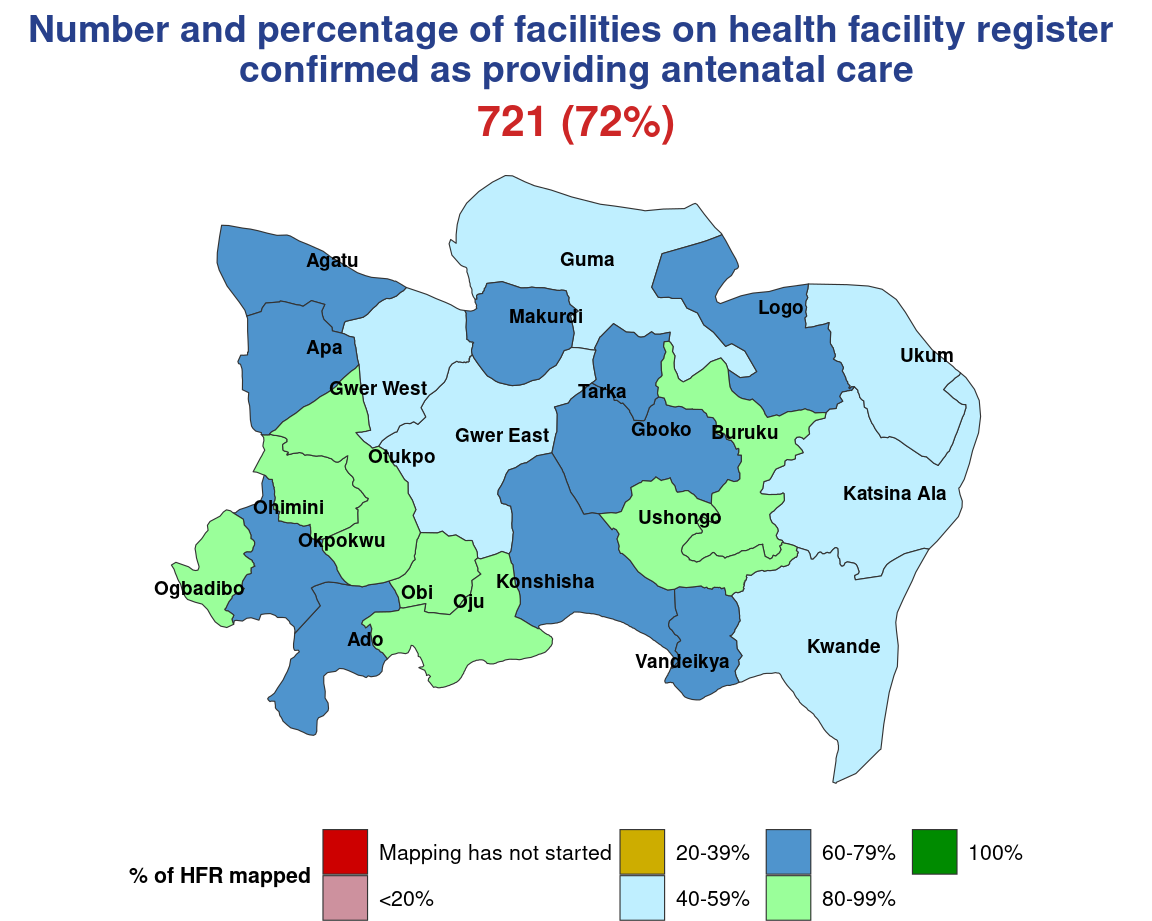 Number and percentage of facilities on health facility register
confirmed as providing antenatal care
721 (72%)
Agatu
Guma
Logo
Makurdi
Apa
Ukum
Gwer West
Tarka
Gboko
Buruku
Gwer East
Otukpo
Katsina Ala
Ohimini
Ushongo
Okpokwu
Konshisha
Ogbadibo
Obi
Oju
Ado
Kwande
Vandeikya
% of HFR mapped
Mapping has not started
<20%
20-39%
40-59%
60-79%
80-99%
100%